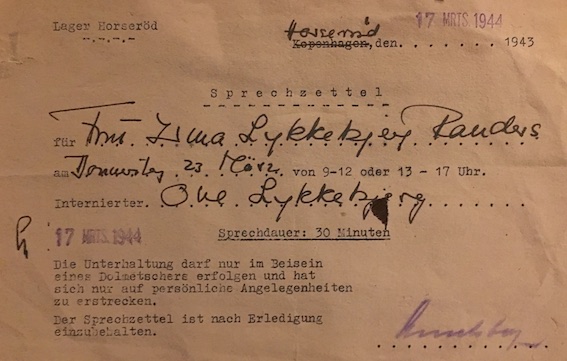 Lager Horseröd
Horseröd 17 MRTS. 1944
Kopenhagen, den. . . . . . . . 1943
Sprechzettel
für Frau Irma Lykkebjerg Randers
am Donnerstag 23 März von 9-12 oder 13 - 17 Uhr.
Internierter. Ove Lykkebjerg
17 MRTS. 1944 Sprechdauer: 30 Minuten
Die Unterhaltung darf nur im Beisein
eines Dolmetschers erfolgen und hat
sich nur auf persönliche Angelegenheiten
zu erstrecken.
Der Sprechzettel ist nach Erledigung
einzubehalten.